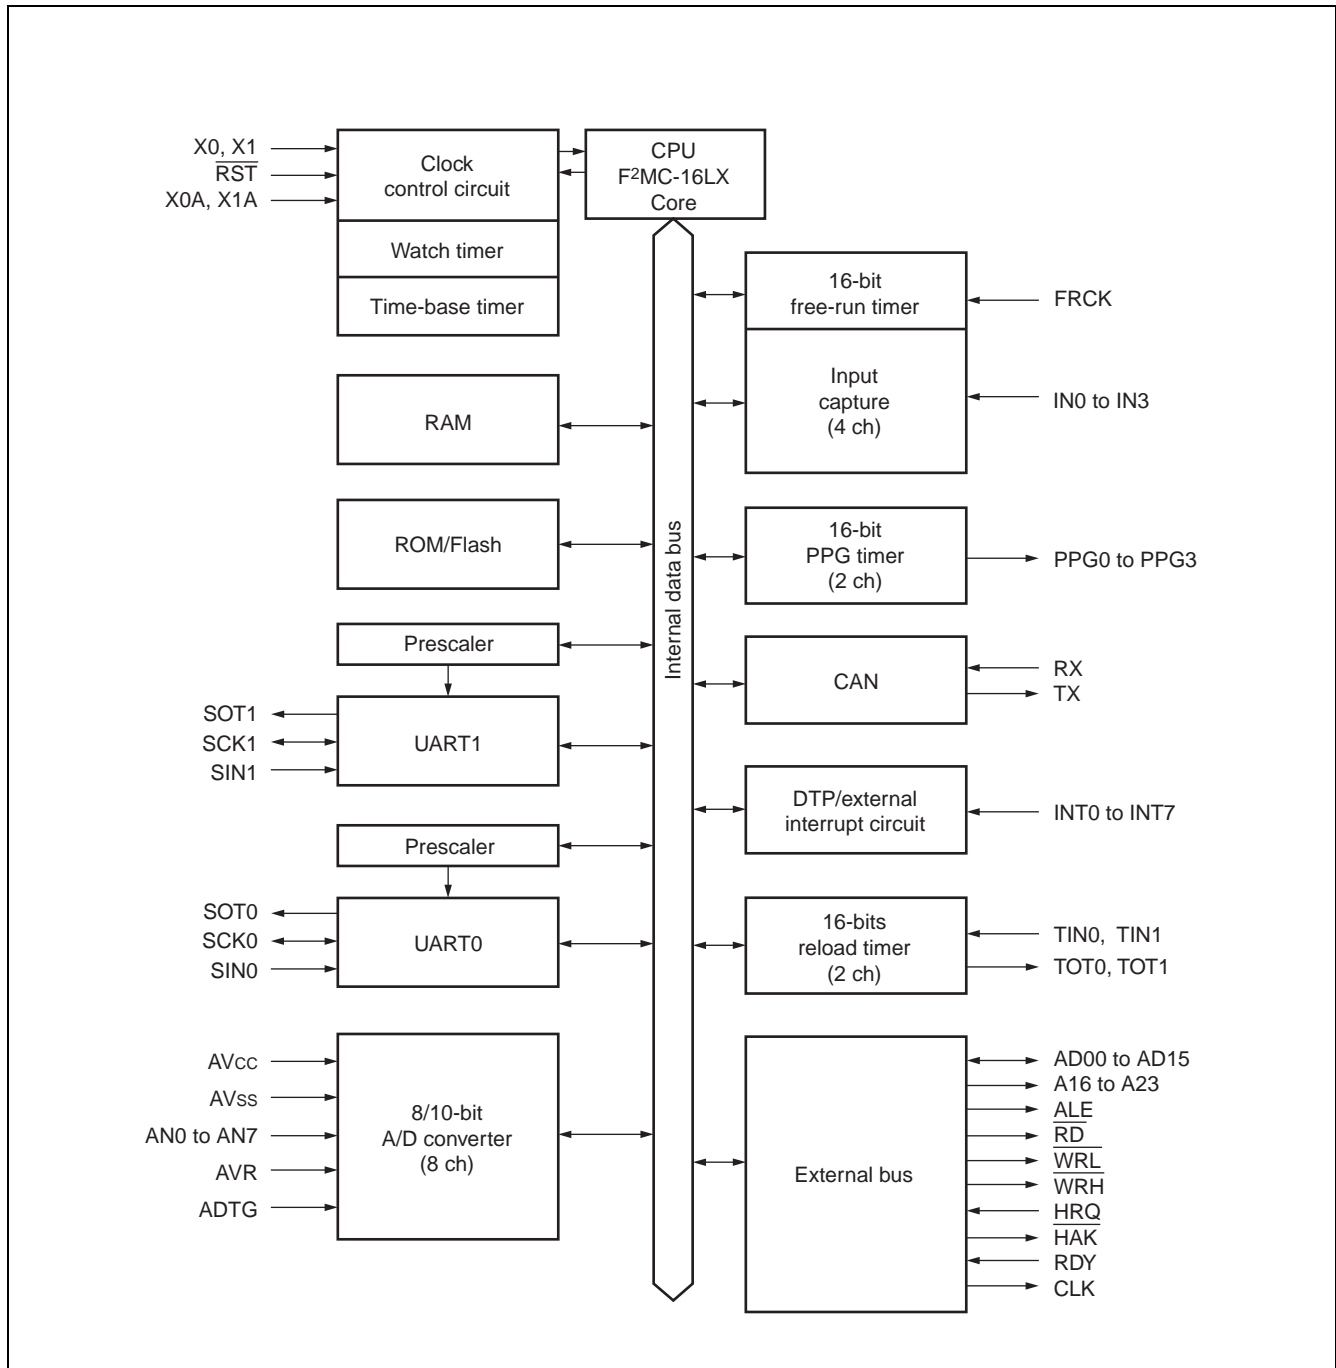 X0, X1
RST
X0A, X1A
Clock
control circuit
Watch timer
Time-base timer
CPU
F²MC-16LX
Core
RAM
ROM/Flash
Prescaler
SOT1
SCK1
SIN1
UART1
Prescaler
SOT0
SCK0
SIN0
UART0
AVcc
AVss
AN0 to AN7
AVR
ADTG
8/10-bit
A/D converter
(8 ch)
Internal data bus
16-bit
free-run timer
FRCK
Input
capture
(4 ch)
IN0 to IN3
16-bit
PPG timer
(2 ch)
PPG0 to PPG3
CAN
RX
TX
DTP/external
interrupt circuit
INT0 to INT7
16-bits
reload timer
(2 ch)
TIN0, TIN1
TOT0, TOT1
External bus
AD00 to AD15
A16 to A23
ALE
RD
WRL
WRH
HRQ
HAK
RDY
CLK